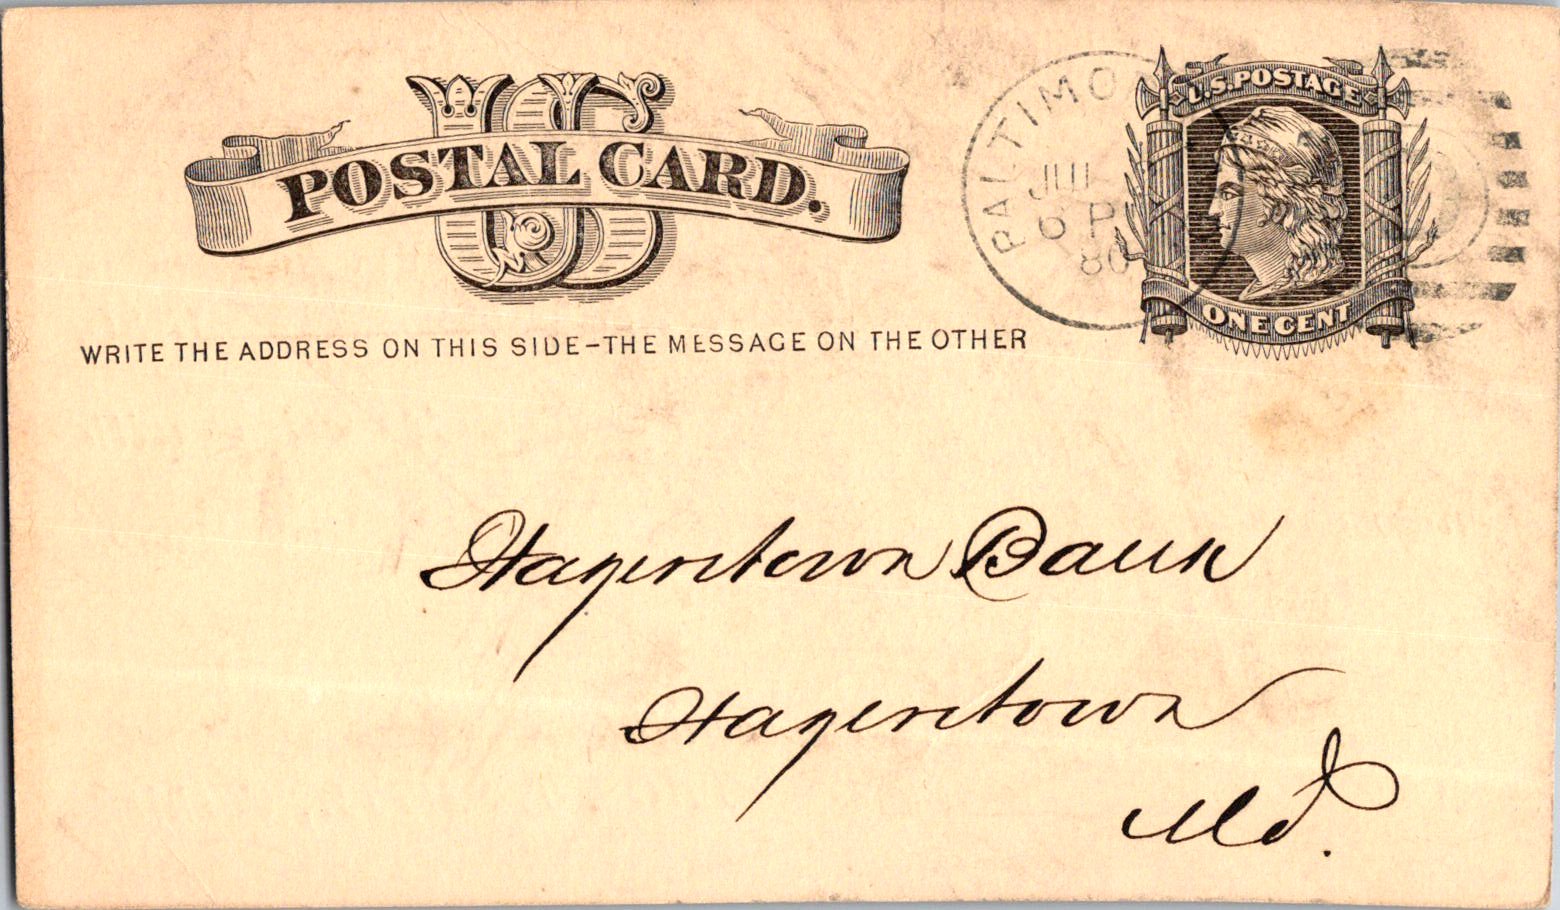 US
POSTAL CARD.
WRITE THE ADDRESS ON THIS SIDE-THE MESSAGE ON THE OTHER
BALTIMO
6 P
80
U.S. POSTAGE
ONE CENT
Hagerstown Bank
Hagerstown
Md.